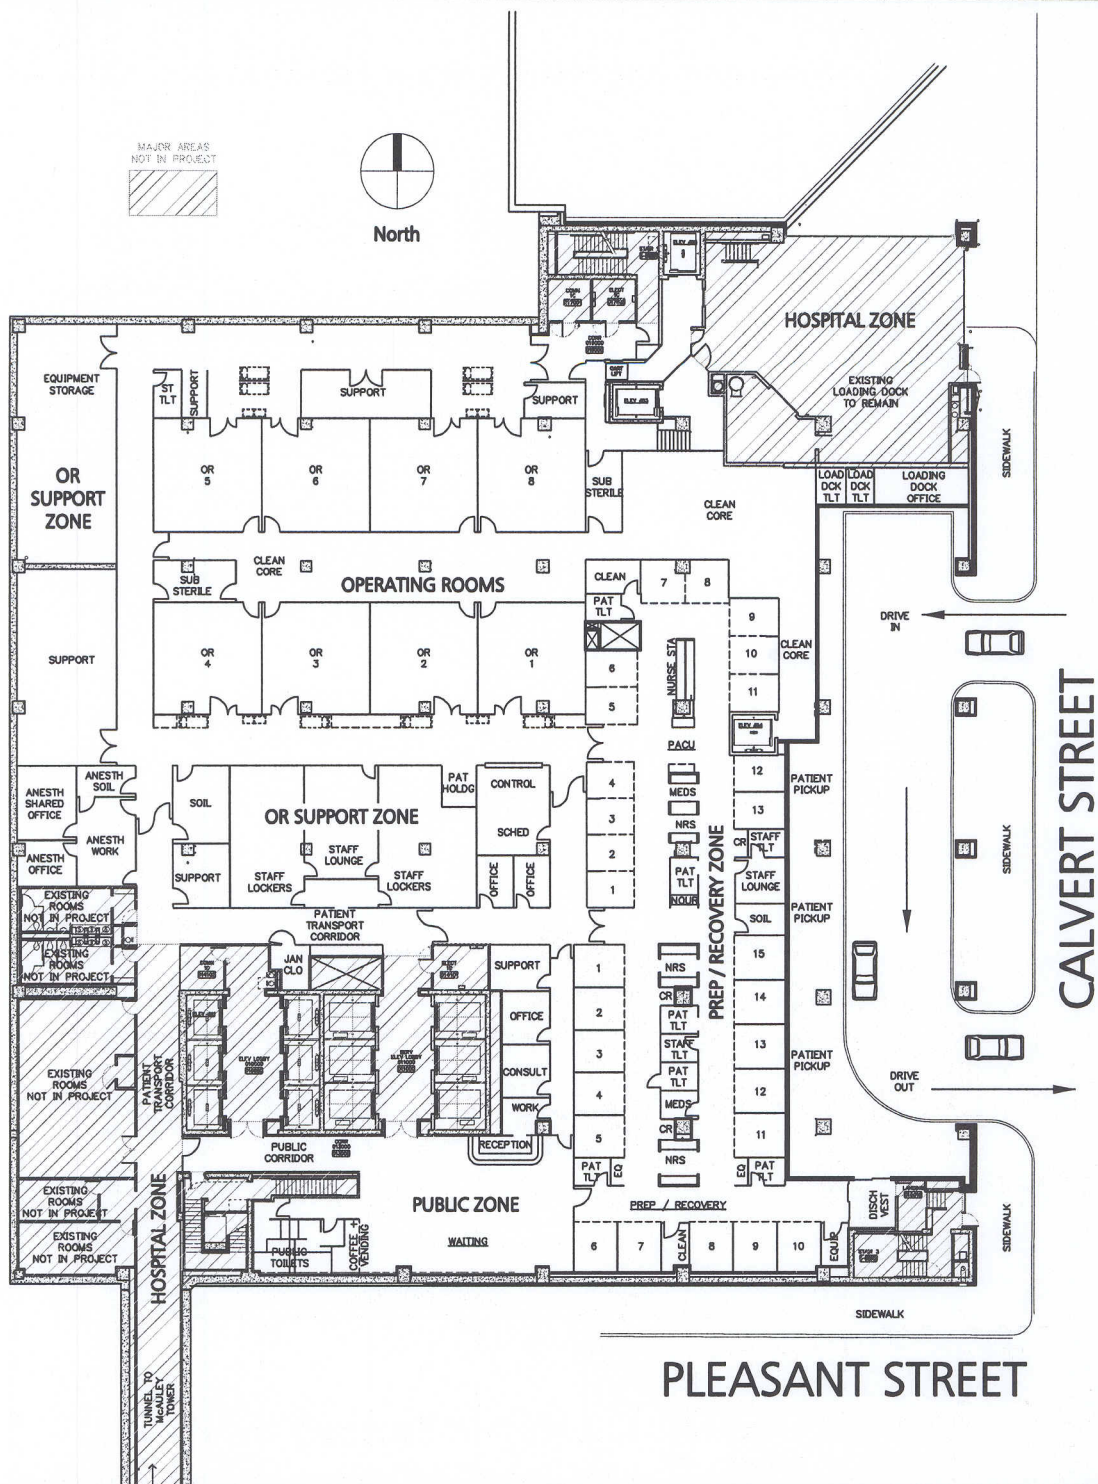 MAJOR AREAS
NOT IN PROJECT
North
HOSPITAL ZONE
EXISTING
LOADING DOCK
TO REMAIN
CART
LIFT
EQUIPMENT
STORAGE
ST
TLT
SUPPORT
SUPPORT
SUPPORT
OR
SUPPORT
ZONE
OR
5
OR
6
OR
7
OR
8
SUB
STERILE
CLEAN
CORE
LOAD
DCK
TLT
LOAD
DCK
TLT
LOADING
DOCK
OFFICE
SIDEWALK
CLEAN
CORE
SUB
STERILE
OPERATING ROOMS
CLEAN
PAT
TLT
7
8
9
10
11
CLEAN
CORE
DRIVE
IN
SUPPORT
OR
4
OR
3
OR
2
OR
1
6
5
NURSE STA
PACU
CALVERT STREET
ANESTH
SHARED
OFFICE
ANESTH
SOIL
ANESTH
WORK
ANESTH
OFFICE
SOIL
SUPPORT
OR SUPPORT ZONE
STAFF
LOUNGE
STAFF
LOCKERS
STAFF
LOCKERS
PAT
HOLDG
CONTROL
SCHED
OFFICE
OFFICE
4
3
2
1
MEDS
NRS
PAT
TLT
NOUR
PREP / RECOVERY ZONE
12
13
CR
STAFF
TLT
STAFF
LOUNGE
SOIL
PATIENT
PICKUP
PATIENT
PICKUP
SIDEWALK
EXISTING
ROOMS
NOT IN PROJECT
EXISTING
ROOMS
NOT IN PROJECT
PATIENT
TRANSPORT
CORRIDOR
JAN
CLO
SUPPORT
OFFICE
CONSULT
WORK
RECEPTION
1
2
3
4
5
NRS
CR
PAT
TLT
STAFF
TLT
PAT
TLT
MEDS
CR
NRS
15
14
13
12
11
PATIENT
PICKUP
DRIVE
OUT
EXISTING
ROOMS
NOT IN PROJECT
PATIENT
TRANSPORT
CORRIDOR
ELEV LOBBY
ELEV LOBBY
PUBLIC
CORRIDOR
PAT
TLT
EQ
EQ
PAT
TLT
EXISTING
ROOMS
NOT IN PROJECT
EXISTING
ROOMS
NOT IN PROJECT
HOSPITAL ZONE
PUBLIC ZONE
WAITING
PUBLIC
TOILETS
COFFEE +
VENDING
PREP / RECOVERY
6
7
CLEAN
8
9
10
EQUIP
DISCH
VEST
SIDEWALK
SIDEWALK
TUNNEL TO
McAULEY
TOWER
PLEASANT STREET